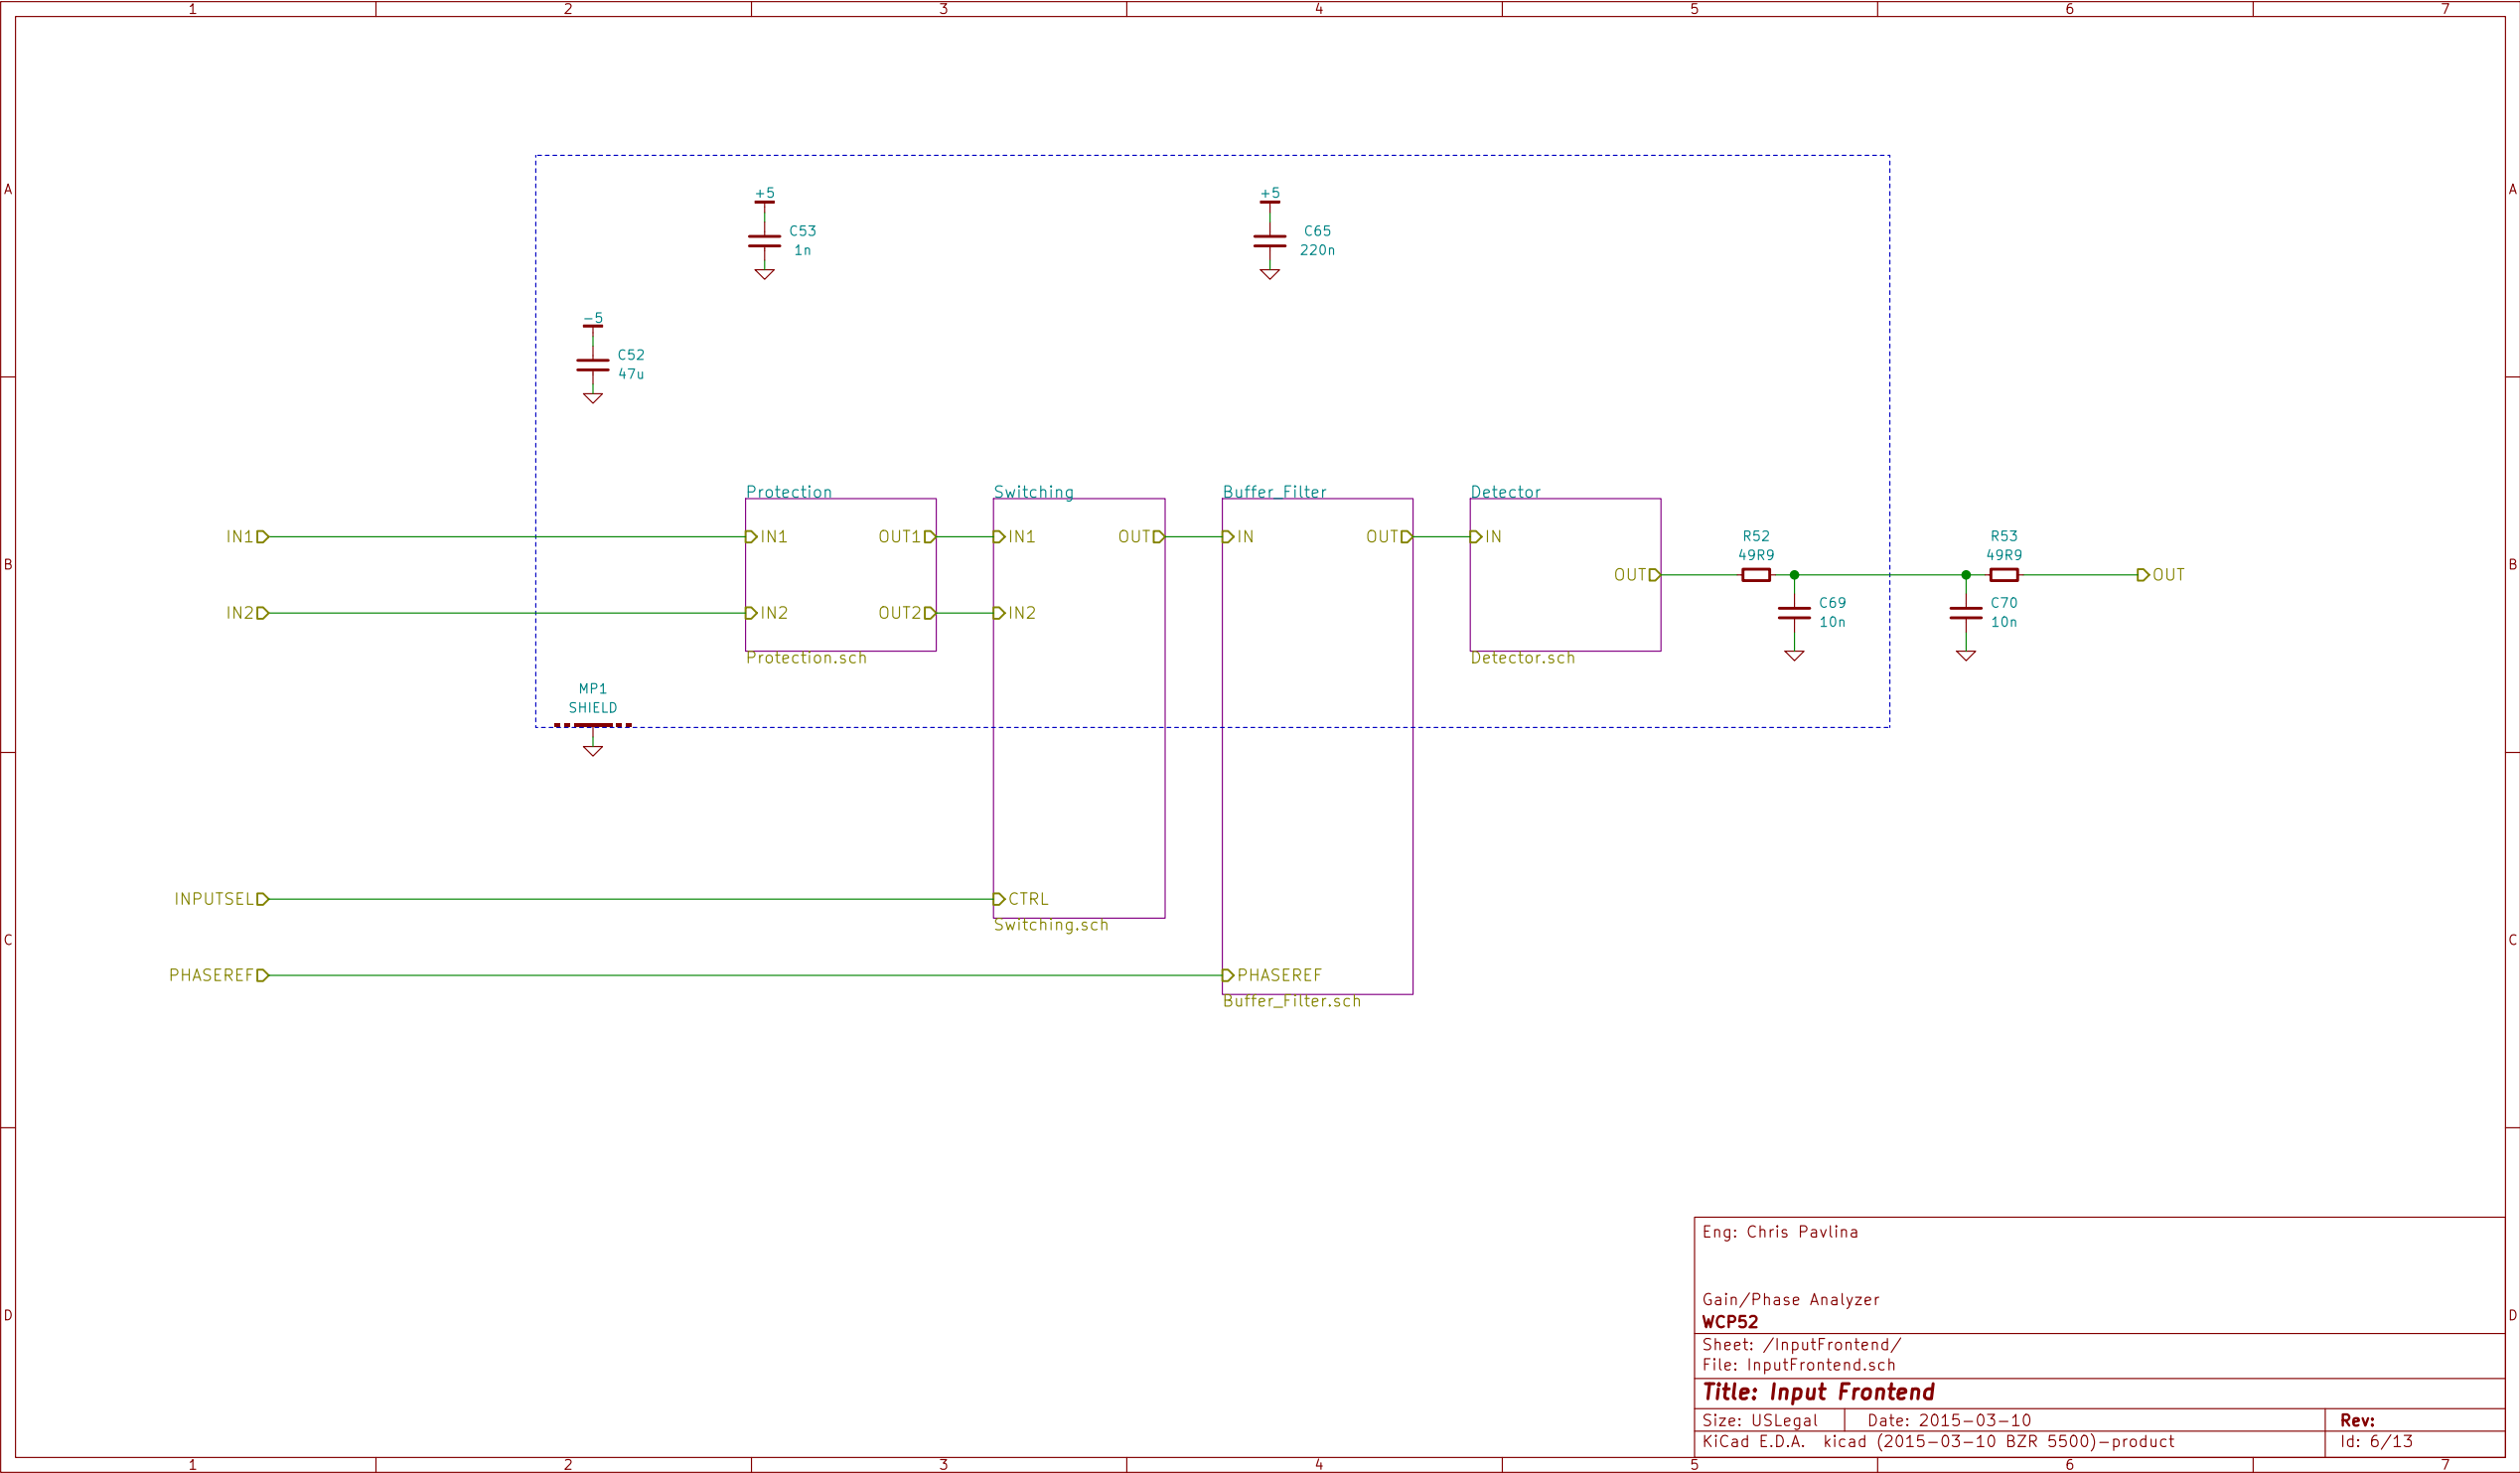 1 2 3 4 5 6 7
A A
+5 +5
C53 C65
1n 220n
-5
C52
47u
Protection Switching Buffer_Filter Detector
IN1 IN1 OUT1 IN1 OUT IN OUT IN
R52 R53
49R9 49R9
B B
OUT OUT
IN2 IN2 OUT2 IN2
C69 C70
10n 10n
Protection.sch Detector.sch
MP1
SHIELD
INPUTSEL CTRL
Switching.sch
C C
PHASEREF PHASEREF
Buffer_Filter.sch
Eng: Chris Pavlina
Gain/Phase Analyzer
D D
WCP52
Sheet: /InputFrontend/
File: InputFrontend.sch
Title: Input Frontend
Size: USLegal Date: 2015-03-10 Rev:
KiCad E.D.A. kicad (2015-03-10 BZR 5500)-product Id: 6/13
1 2 3 4 5 6 7